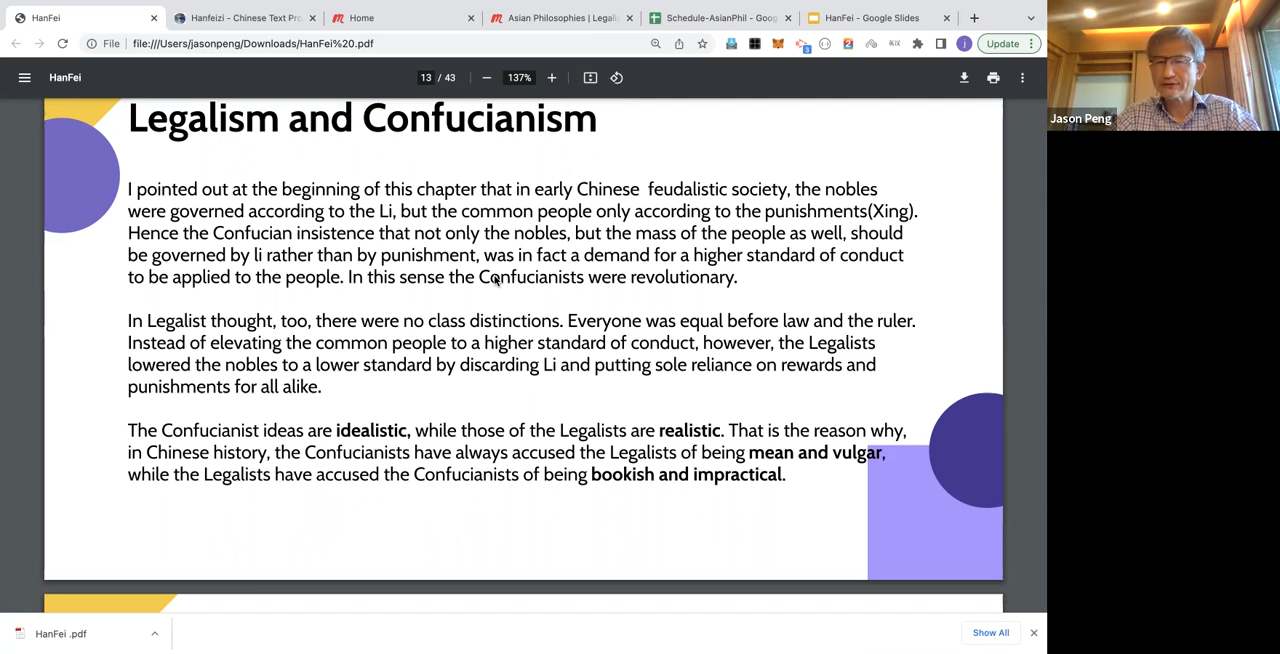 HanFei
Hanfeizi - Chinese Text Pro
Home
Asian Philosophies | Legali
Schedule-AsianPhil - Goog
HanFei - Google Slides
File
file:///Users/jasonpeng/Downloads/HanFei%20.pdf
Update
HanFei
13 / 43
137%
Jason Peng
Legalism and Confucianism
I pointed out at the beginning of this chapter that in early Chinese  feudalistic society, the nobles
were governed according to the Li, but the common people only according to the punishments(Xing).
Hence the Confucian insistence that not only the nobles, but the mass of the people as well, should
be governed by li rather than by punishment, was in fact a demand for a higher standard of conduct
to be applied to the people. In this sense the Confucianists were revolutionary.
In Legalist thought, too, there were no class distinctions. Everyone was equal before law and the ruler.
Instead of elevating the common people to a higher standard of conduct, however, the Legalists
lowered the nobles to a lower standard by discarding Li and putting sole reliance on rewards and
punishments for all alike.
The Confucianist ideas are idealistic, while those of the Legalists are realistic. That is the reason why,
in Chinese history, the Confucianists have always accused the Legalists of being mean and vulgar,
while the Legalists have accused the Confucianists of being bookish and impractical.
HanFei .pdf
Show All